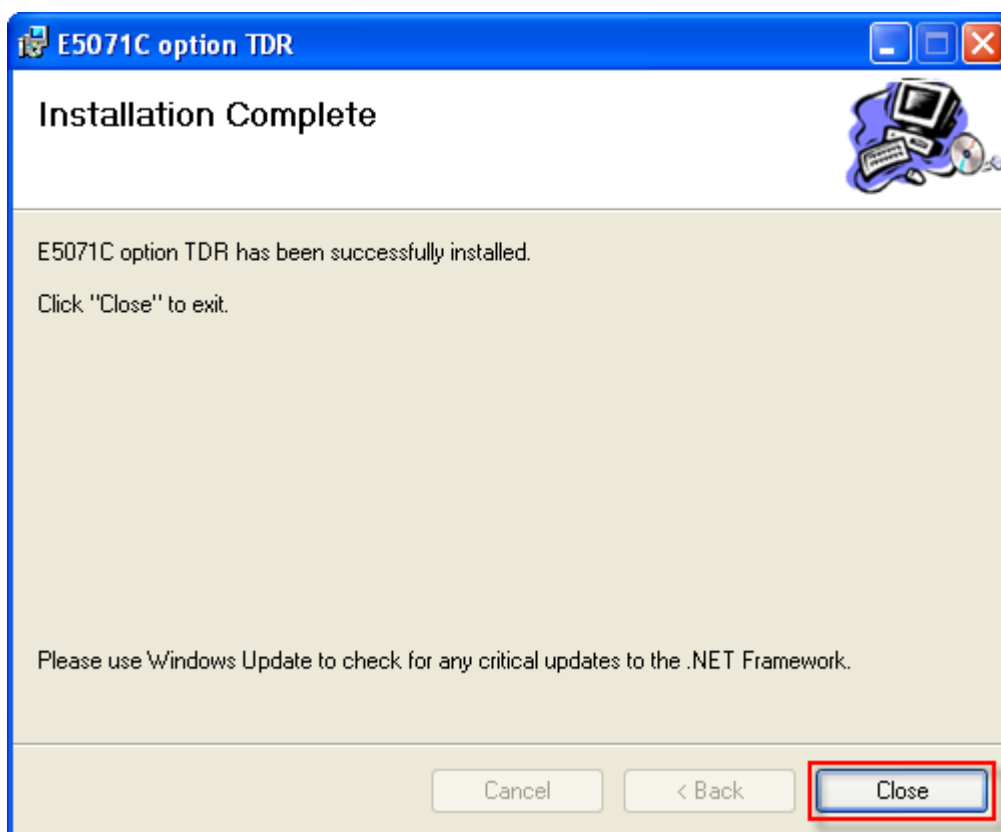 E5071C option TDR
Installation Complete
E5071C option TDR has been successfully installed.
Click "Close" to exit.
Please use Windows Update to check for any critical updates to the .NET Framework.
Cancel
< Back
Close